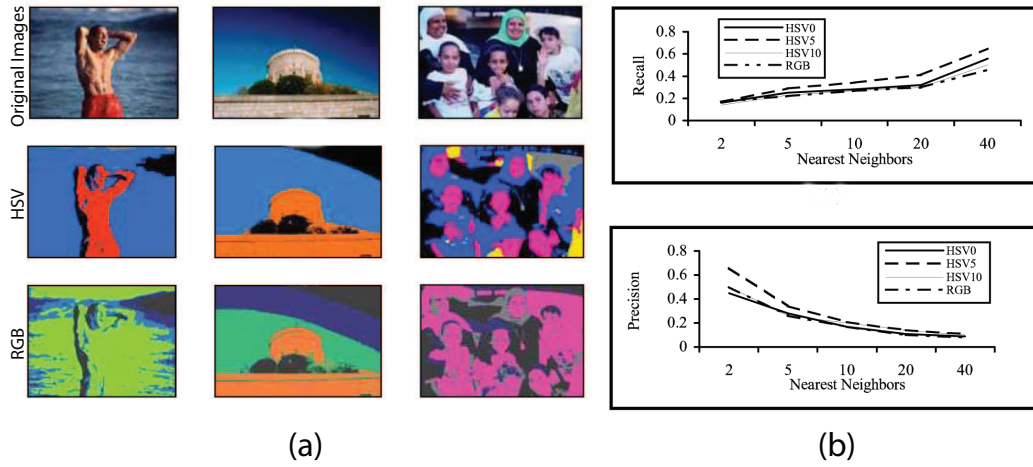 Original Images
HSV
RGB
(a)
Recall
0.8
0.6
0.4
0.2
0
HSV0
HSV5
HSV10
RGB
2 5 10 20 40
Nearest Neighbors
Precision
0.8
0.6
0.4
0.2
0
HSV0
HSV5
HSV10
RGB
2 5 10 20 40
Nearest Neighbors
(b)